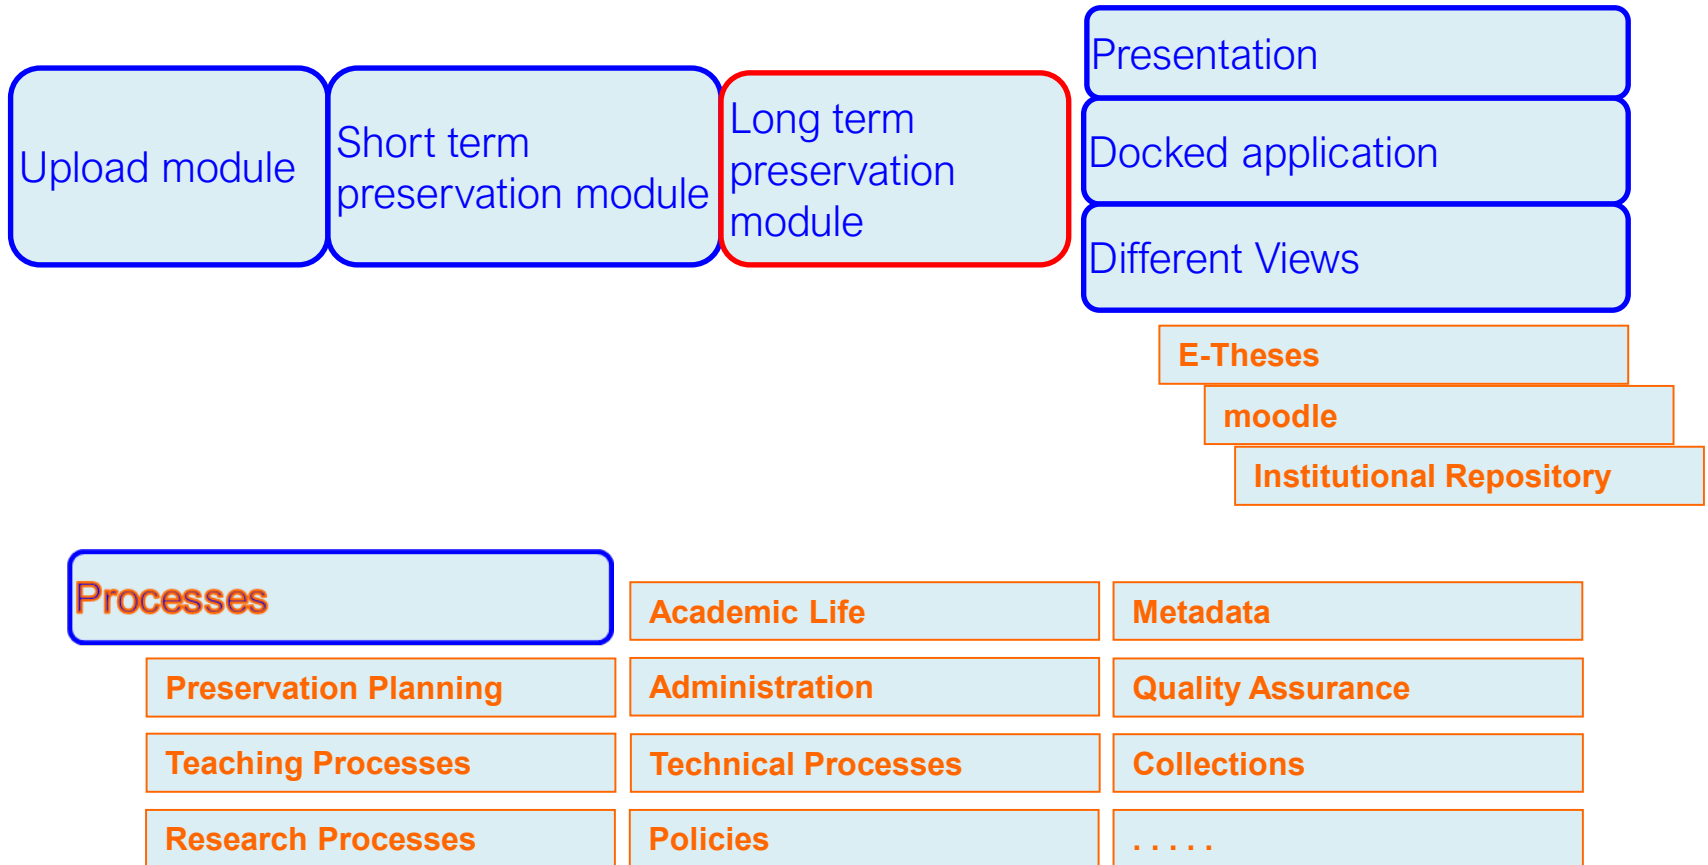 Upload module
Short term
preservation module
Long term
preservation
module
Presentation
Docked application
Different Views
E-Theses
moodle
Institutional Repository
Processes
Academic Life
Metadata
Preservation Planning
Administration
Quality Assurance
Teaching Processes
Technical Processes
Collections
Research Processes
Policies
. . . . .